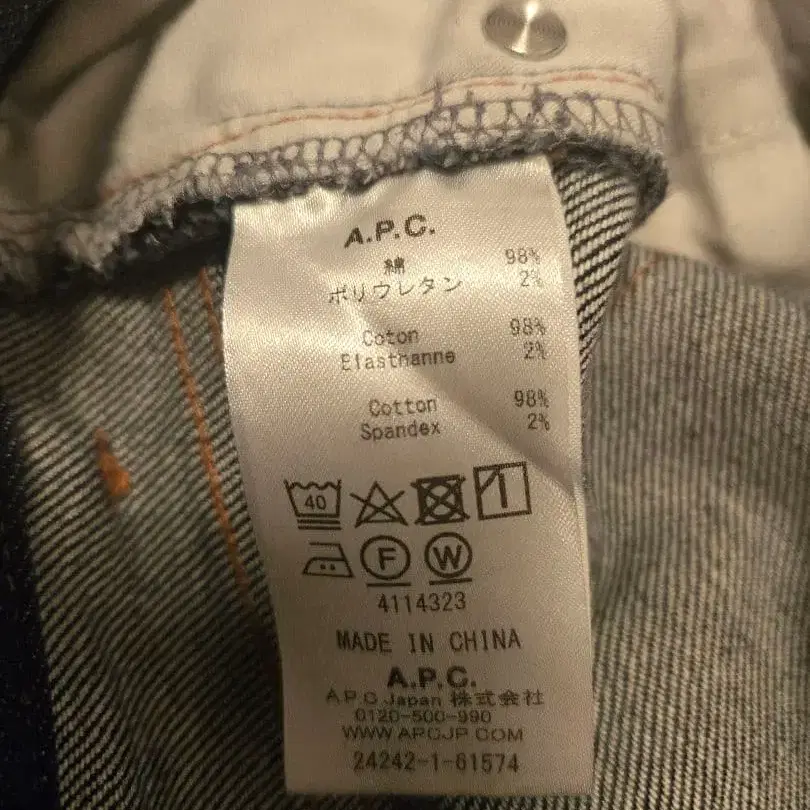 A.P.C.
綿 98%
ポリウレタン 2%
Coton 98%
Elasthanne 2%
Cotton 98%
Spandex 2%
40
F W
4114323
MADE IN CHINA
A.P.C.
A.P.C.Japan 株式会社
0120-500-990
WWW.APCJP.COM
24242-1-61574